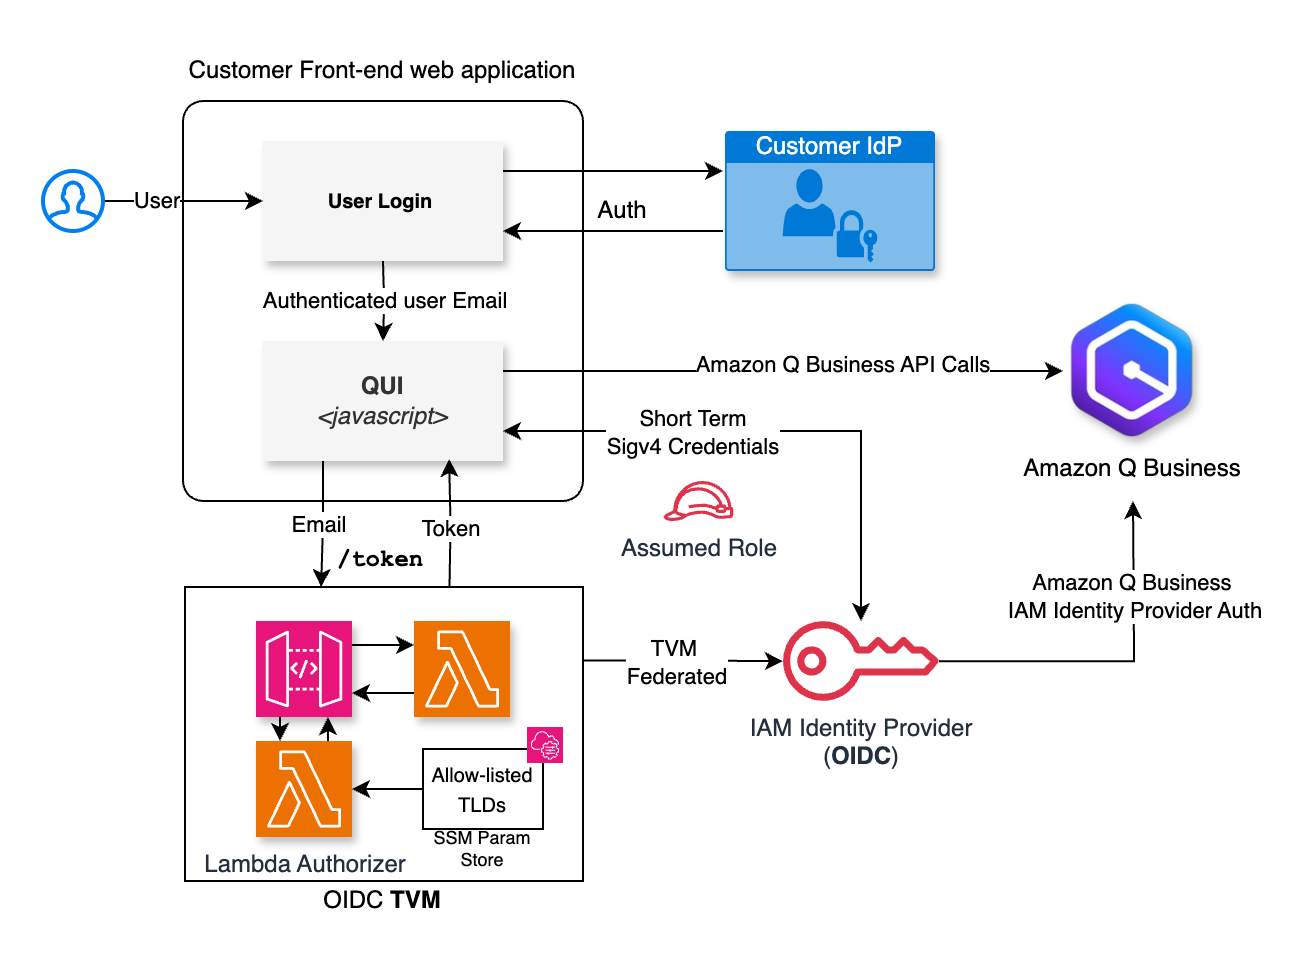 Customer Front-end web application
Customer IdP
User
User Login
Auth
Authenticated user Email
QUI
<javascript>
Amazon Q Business API Calls
Short Term
Sigv4 Credentials
Amazon Q Business
Assumed Role
Email
Token
/token
Amazon Q Business
IAM Identity Provider Auth
</>
TVM
Federated
IAM Identity Provider
(OIDC)
Allow-listed
TLDs
SSM Param
Store
Lambda Authorizer
OIDC TVM